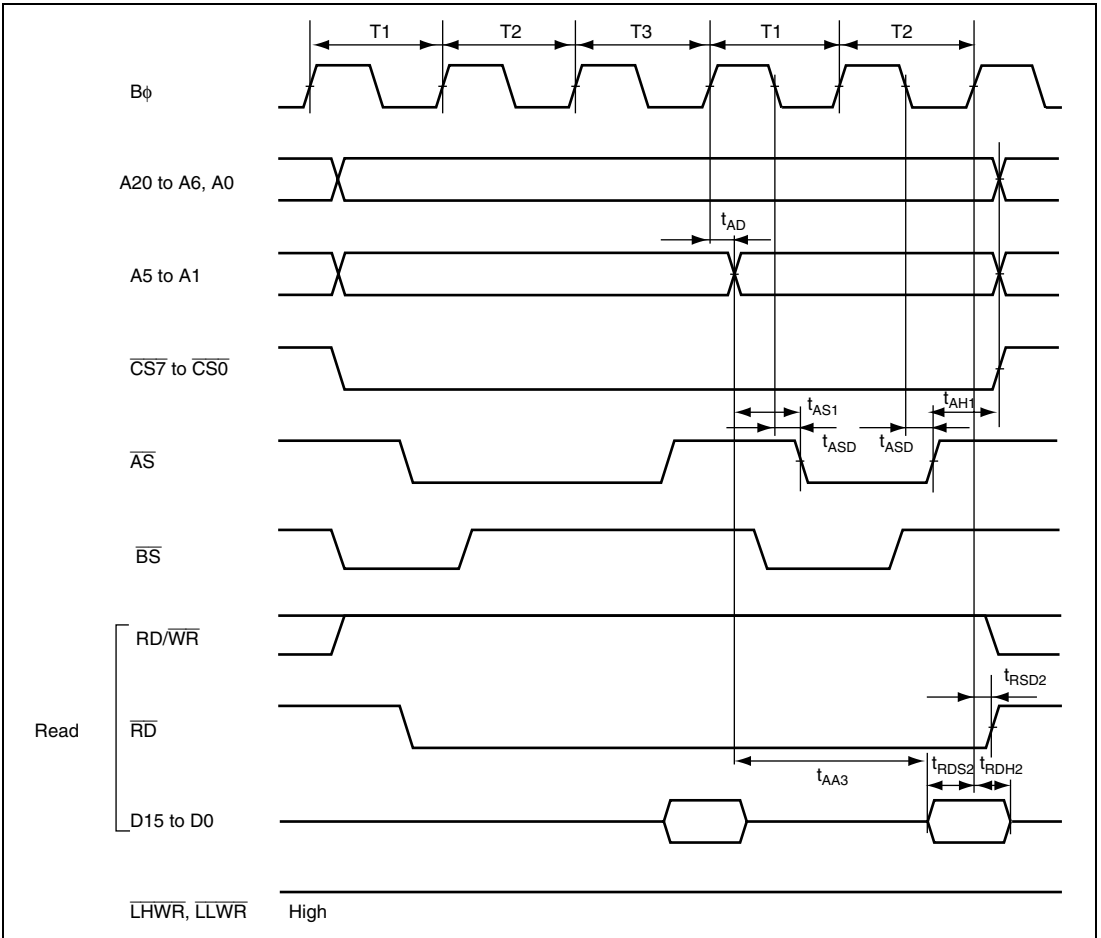 T1 T2 T3 T1 T2
Bϕ
A20 to A6, A0
tAD
A5 to A1
CS7 to CS0
tAS1 tAH1
tASD tASD
AS
BS
RD/WR
tRSD2
Read
RD
tRDS2 tRDH2
tAA3
D15 to D0
LHWR, LLWR High